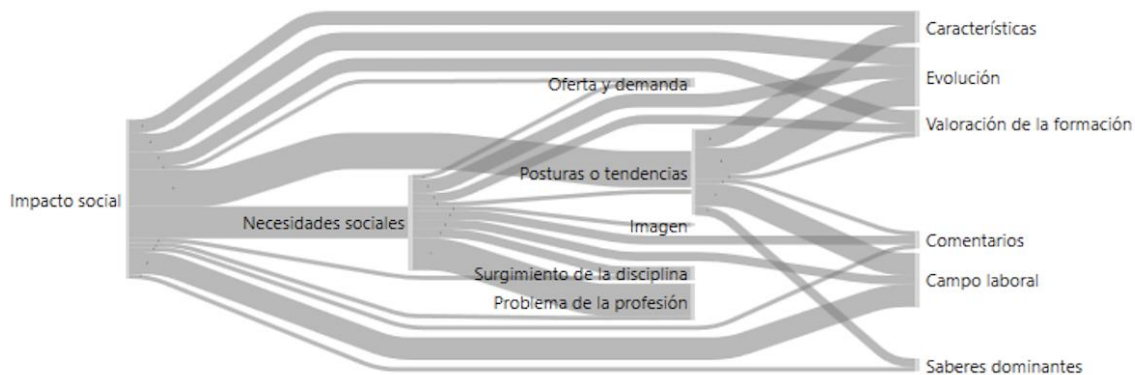 Impacto social
Necesidades sociales
Oferta y demanda
Posturas o tendencias
Imagen
Surgimiento de la disciplina
Problema de la profesión
Características
Evolución
Valoración de la formación
Comentarios
Campo laboral
Saberes dominantes